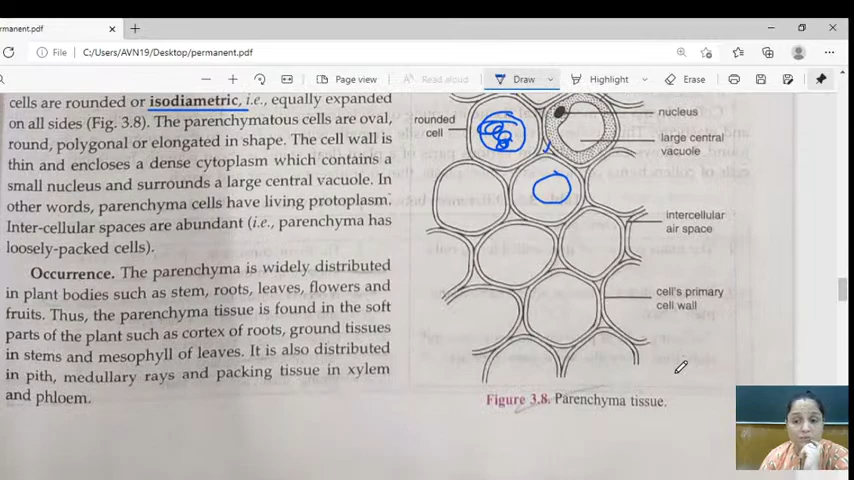 rmanent.pdf
File
C:/Users/AVN19/Desktop/permanent.pdf
Page view
Read aloud
Draw
Highlight
Erase
cells are rounded or isodiametric, i.e., equally expanded
on all sides (Fig. 3.8). The parenchymatous cells are oval,
round, polygonal or elongated in shape. The cell wall is
thin and encloses a dense cytoplasm which contains a
small nucleus and surrounds a large central vacuole. In
other words, parenchyma cells have living protoplasm.
Inter-cellular spaces are abundant (i.e., parenchyma has
loosely-packed cells).
Occurrence. The parenchyma is widely distributed
in plant bodies such as stem, roots, leaves, flowers and
fruits. Thus, the parenchyma tissue is found in the soft
parts of the plant such as cortex of roots, ground tissues
in stems and mesophyll of leaves. It is also distributed
in pith, medullary rays and packing tissue in xylem
and phloem.
rounded
cell
nucleus
large central
vacuole
intercellular
air space
cell's primary
cell wall
Figure 3.8. Parenchyma tissue.